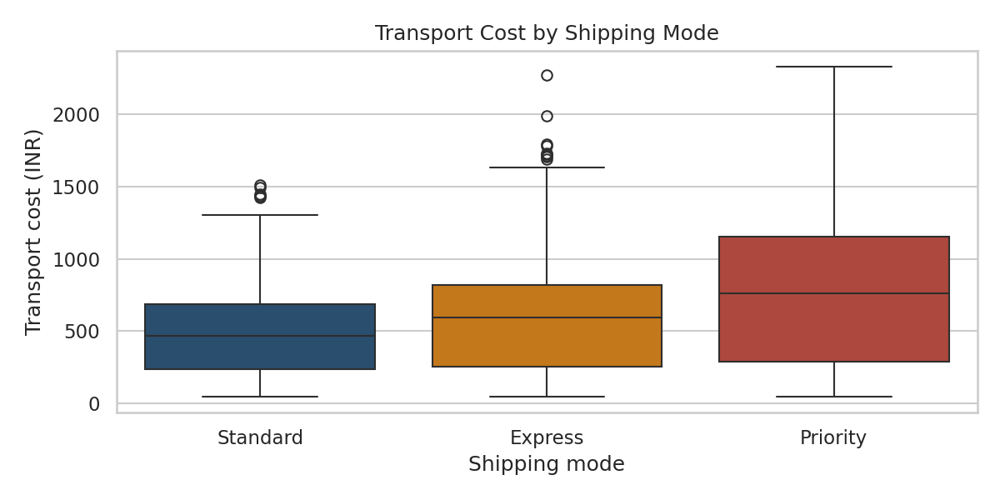 Transport Cost by Shipping Mode
Transport cost (INR)
2000
1500
1000
500
0
Standard
Express
Priority
Shipping mode